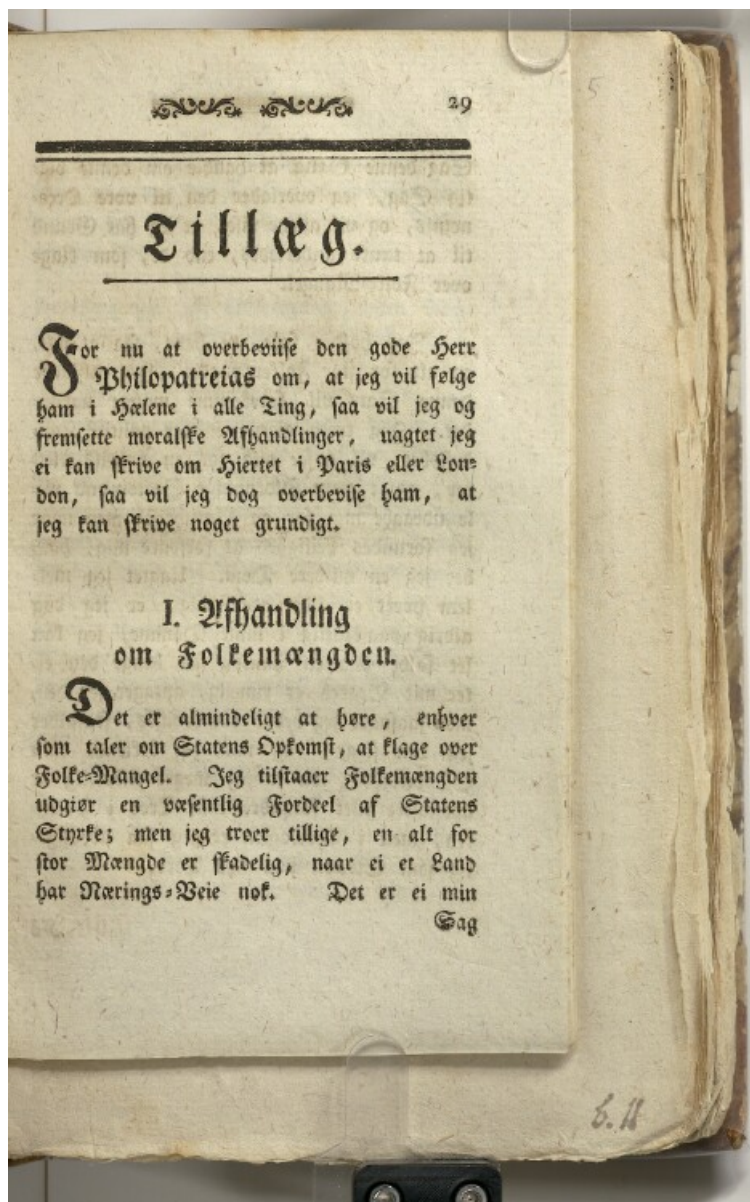 29
5
Tillæg.
For nu at overbeviise den gode Herr
Philopatreias om, at jeg vil følge
ham i Hælene i alle Ting, saa vil jeg og
fremsette moralske Afhandlinger, uagtet jeg
ei kan skrive om Hiertet i Paris eller Lon-
don, saa vil jeg dog overbevise ham, at
jeg kan skrive noget grundigt.
I. Afhandling
om Folkemængden.
Det er almindeligt at høre, enhver
som taler om Statens Opkomst, at klage over
Folke-Mangel. Jeg tilstaaer Folkemængden
udgiør en væsentlig Fordeel af Statens
Styrke; men jeg troer tillige, en alt for
stor Mængde er skadelig, naar ei et Land
har Nærings-Veie nok. Det er ei min
Sag